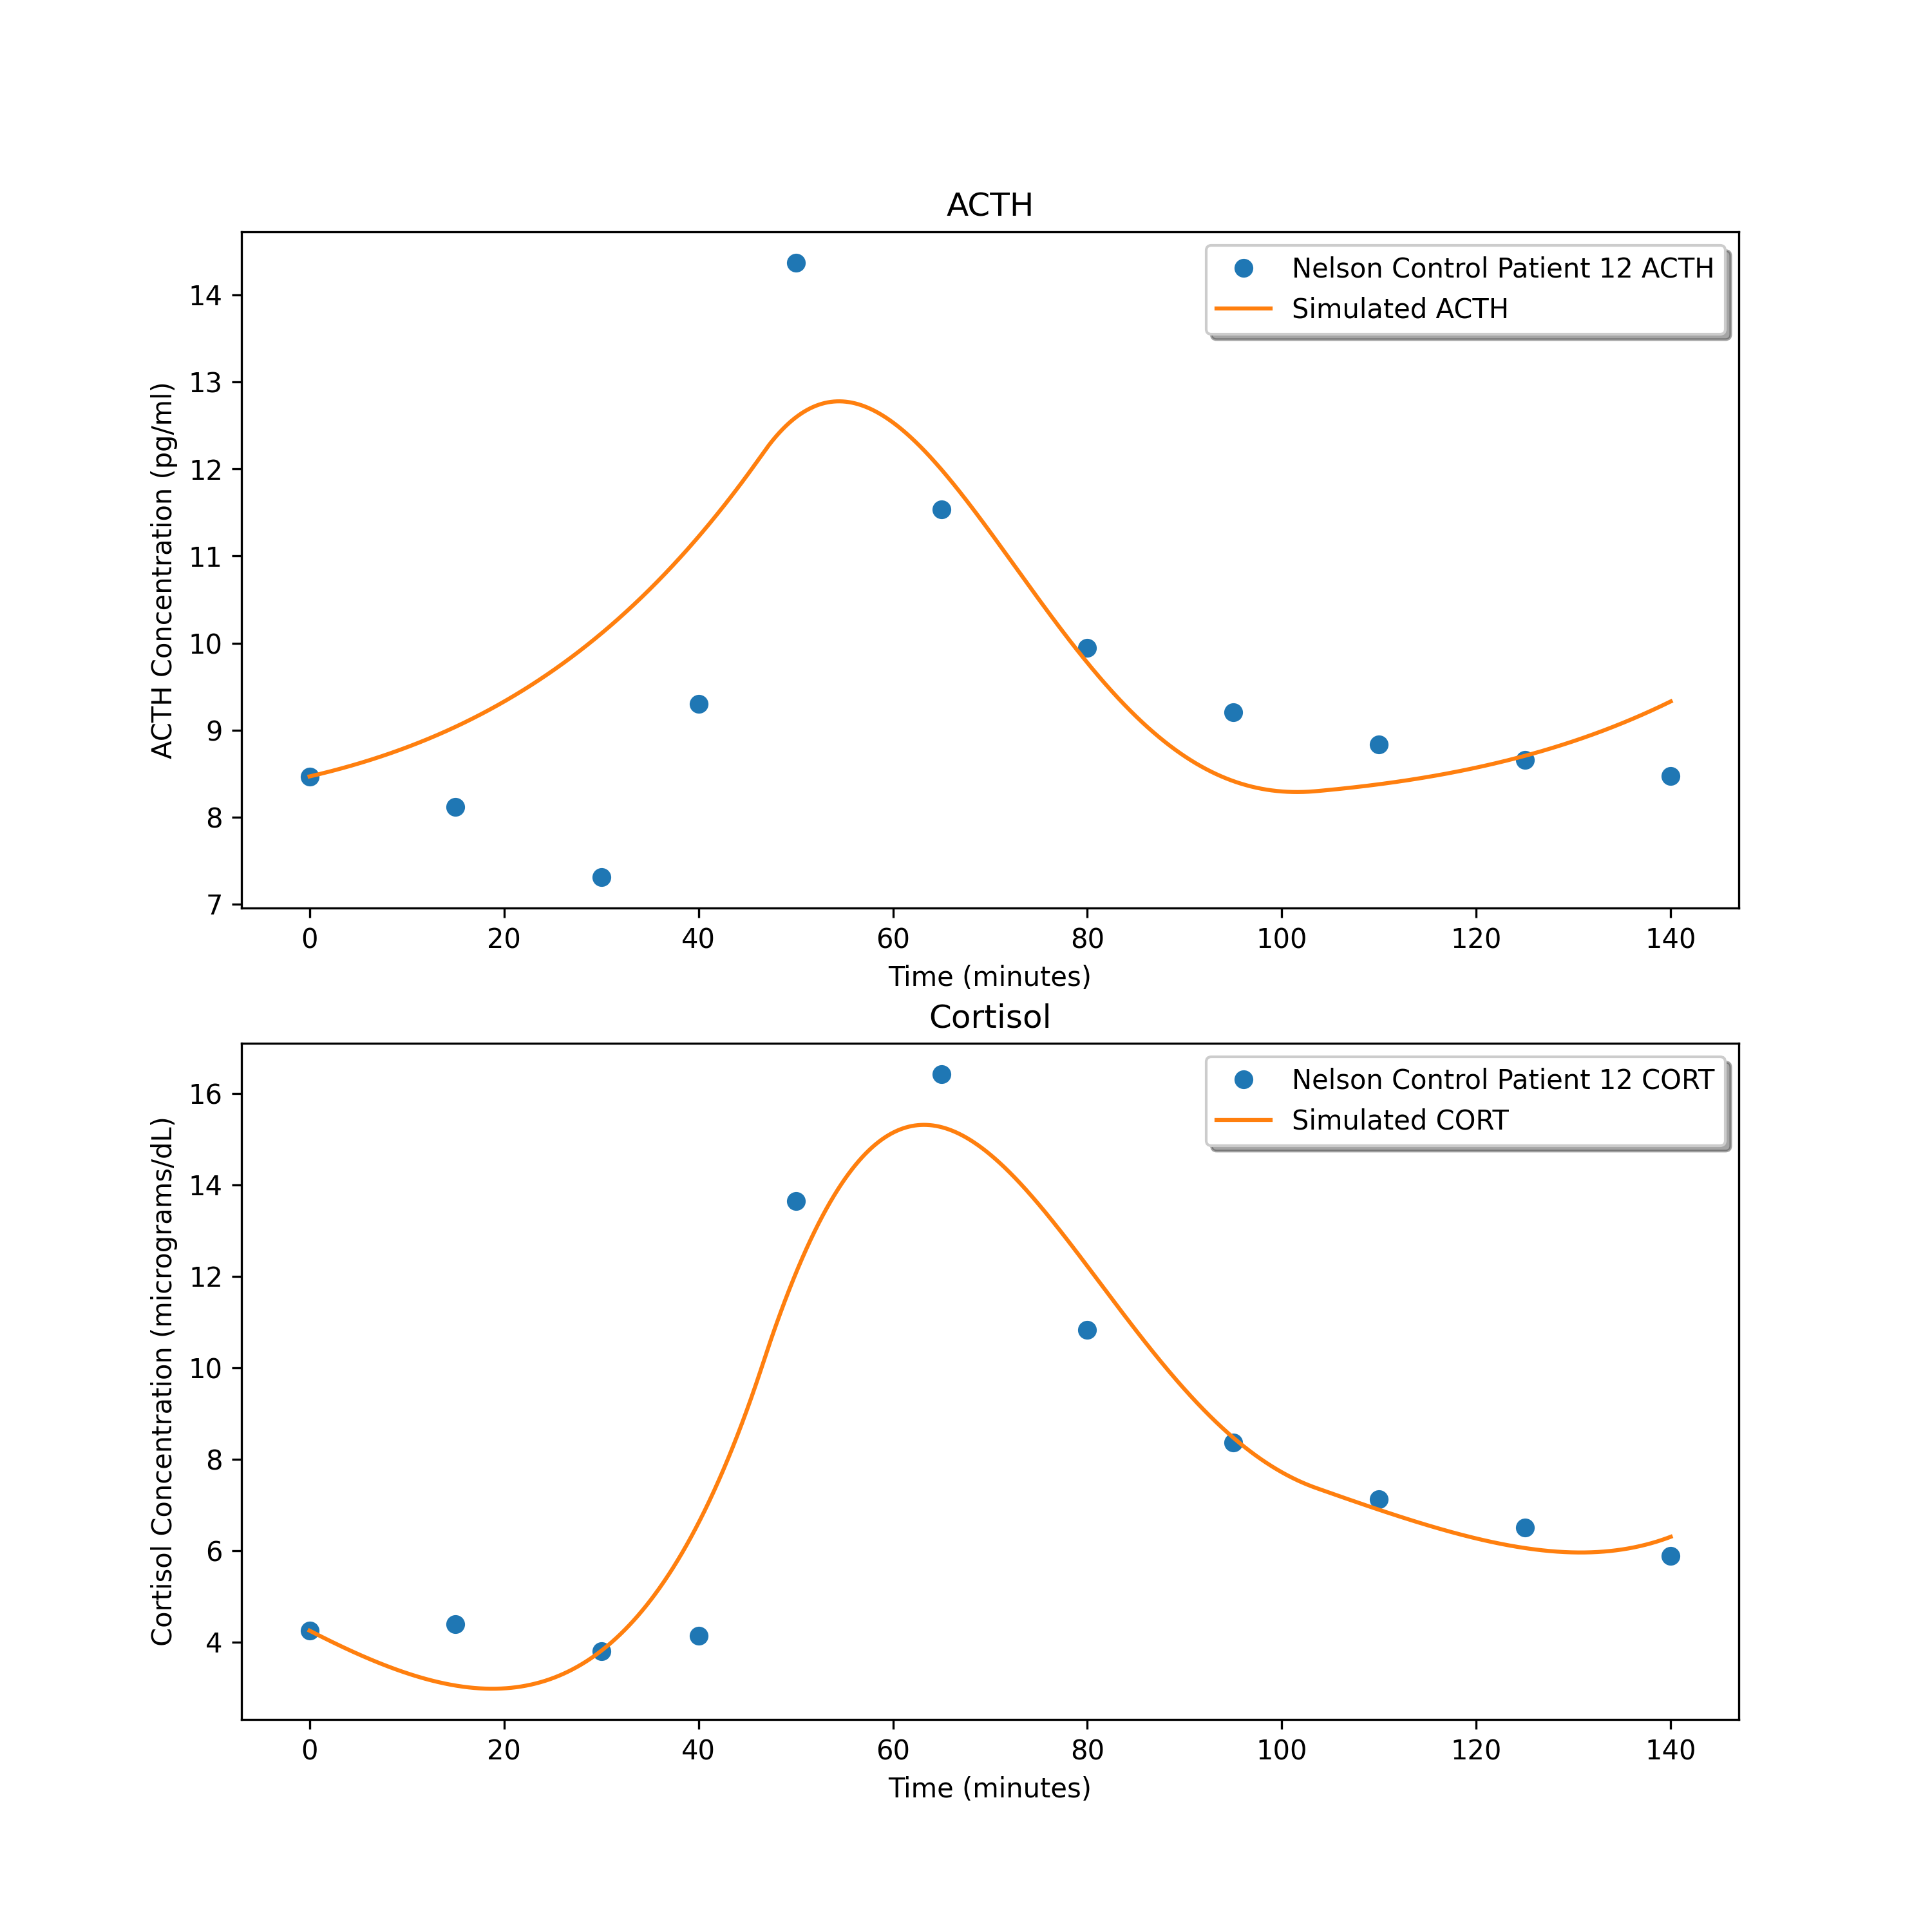 ACTH
Nelson Control Patient 12 ACTH
Simulated ACTH
ACTH Concentration (pg/ml)
14
13
12
11
10
9
8
7
0 20 40 60 80 100 120 140
Time (minutes)
Cortisol
Nelson Control Patient 12 CORT
Simulated CORT
Cortisol Concentration (micrograms/dL)
16
14
12
10
8
6
4
0 20 40 60 80 100 120 140
Time (minutes)